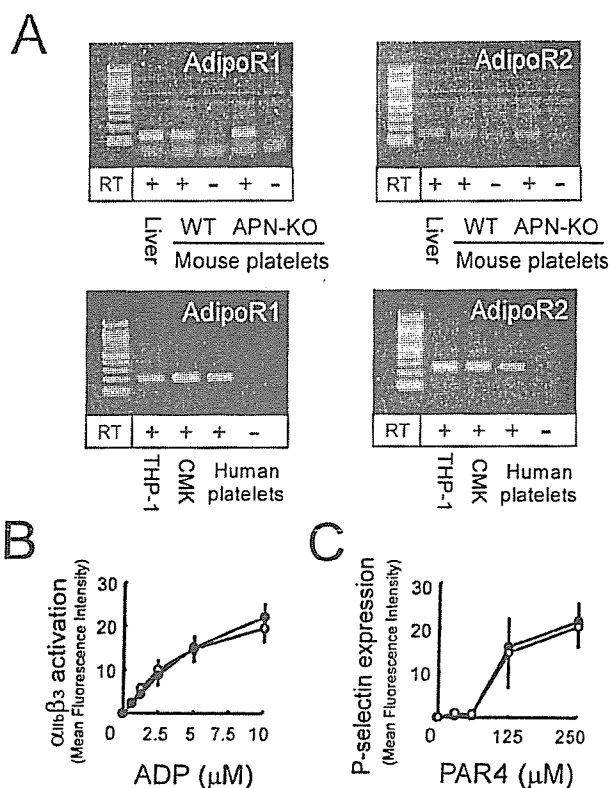 A
AdipoR1
AdipoR2
RT + + - + -
RT + + - + -
Liver WT APN-KO
Mouse platelets
Liver WT APN-KO
Mouse platelets
AdipoR1
AdipoR2
RT + + + -
RT + + + -
THP-1 CMK Human platelets
THP-1 CMK Human platelets
B
αIIbβ3 activation
(Mean Fluorescence Intensity)
30
20
10
0 2.5 5 7.5 10
ADP (μM)
C
P-selectin expression
(Mean Fluorescence Intensity)
30
20
10
0 125 250
PAR4 (μM)